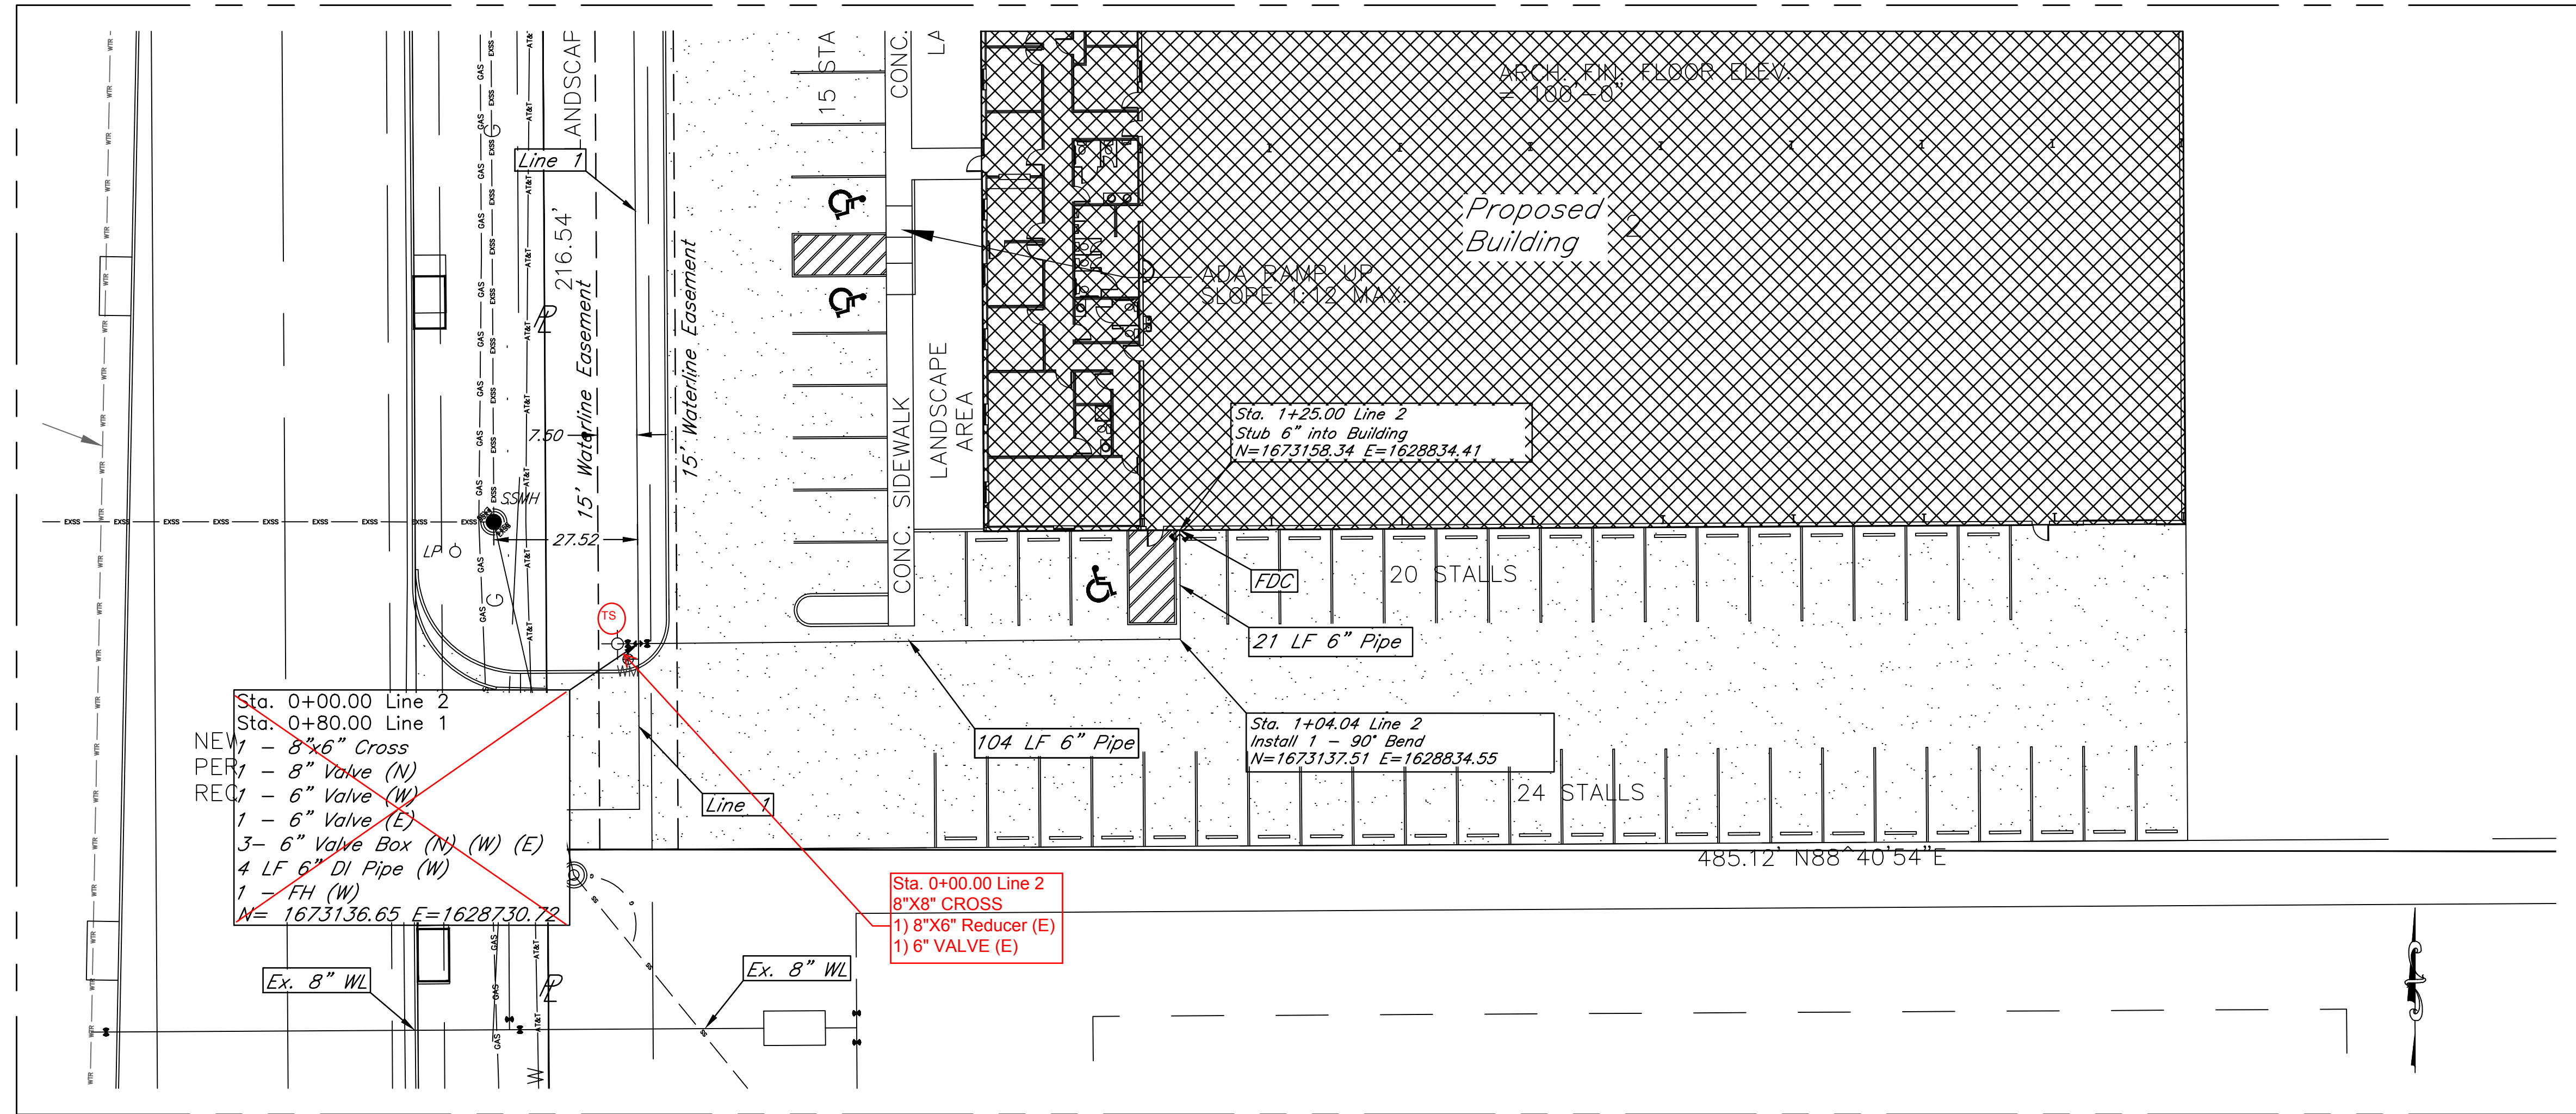 15 STA
CONC.
LA
LANDSCAP
ARCH. FIN. FLOOR ELEV.
= 100'-0"
Line 1
216.54'
15' Waterline Easement
15' Waterline Easement
Proposed
Building
2
ADA RAMP UP
SLOPE 1:12 MAX.
PL
G
LANDSCAPE
AREA
CONC. SIDEWALK
7.50
Sta. 1+25.00 Line 2
Stub 6" into Building
N=1673158.34 E=1628834.41
SSMH
LP
27.52
G
FDC
20 STALLS
21 LF 6" Pipe
TS
WM
Sta. 0+00.00 Line 2
Sta. 0+80.00 Line 1
1 - 8"x6" Cross
1 - 8" Valve (N)
1 - 6" Valve (W)
1 - 6" Valve (E)
3- 6" Valve Box (N) (W) (E)
4 LF 6" DI Pipe (W)
1 - FH (W)
N= 1673136.65 E=1628730.72
NEW
PER
REC
104 LF 6" Pipe
Sta. 1+04.04 Line 2
Install 1 - 90° Bend
N=1673137.51 E=1628834.55
Line 1
24 STALLS
485.12' N88^40'54"E
Sta. 0+00.00 Line 2
8"X8" CROSS
1) 8"X6" Reducer (E)
1) 6" VALVE (E)
Ex. 8" WL
Ex. 8" WL
PL
W
WTR
GAS
EXSS
AT&T
EXSS
SS